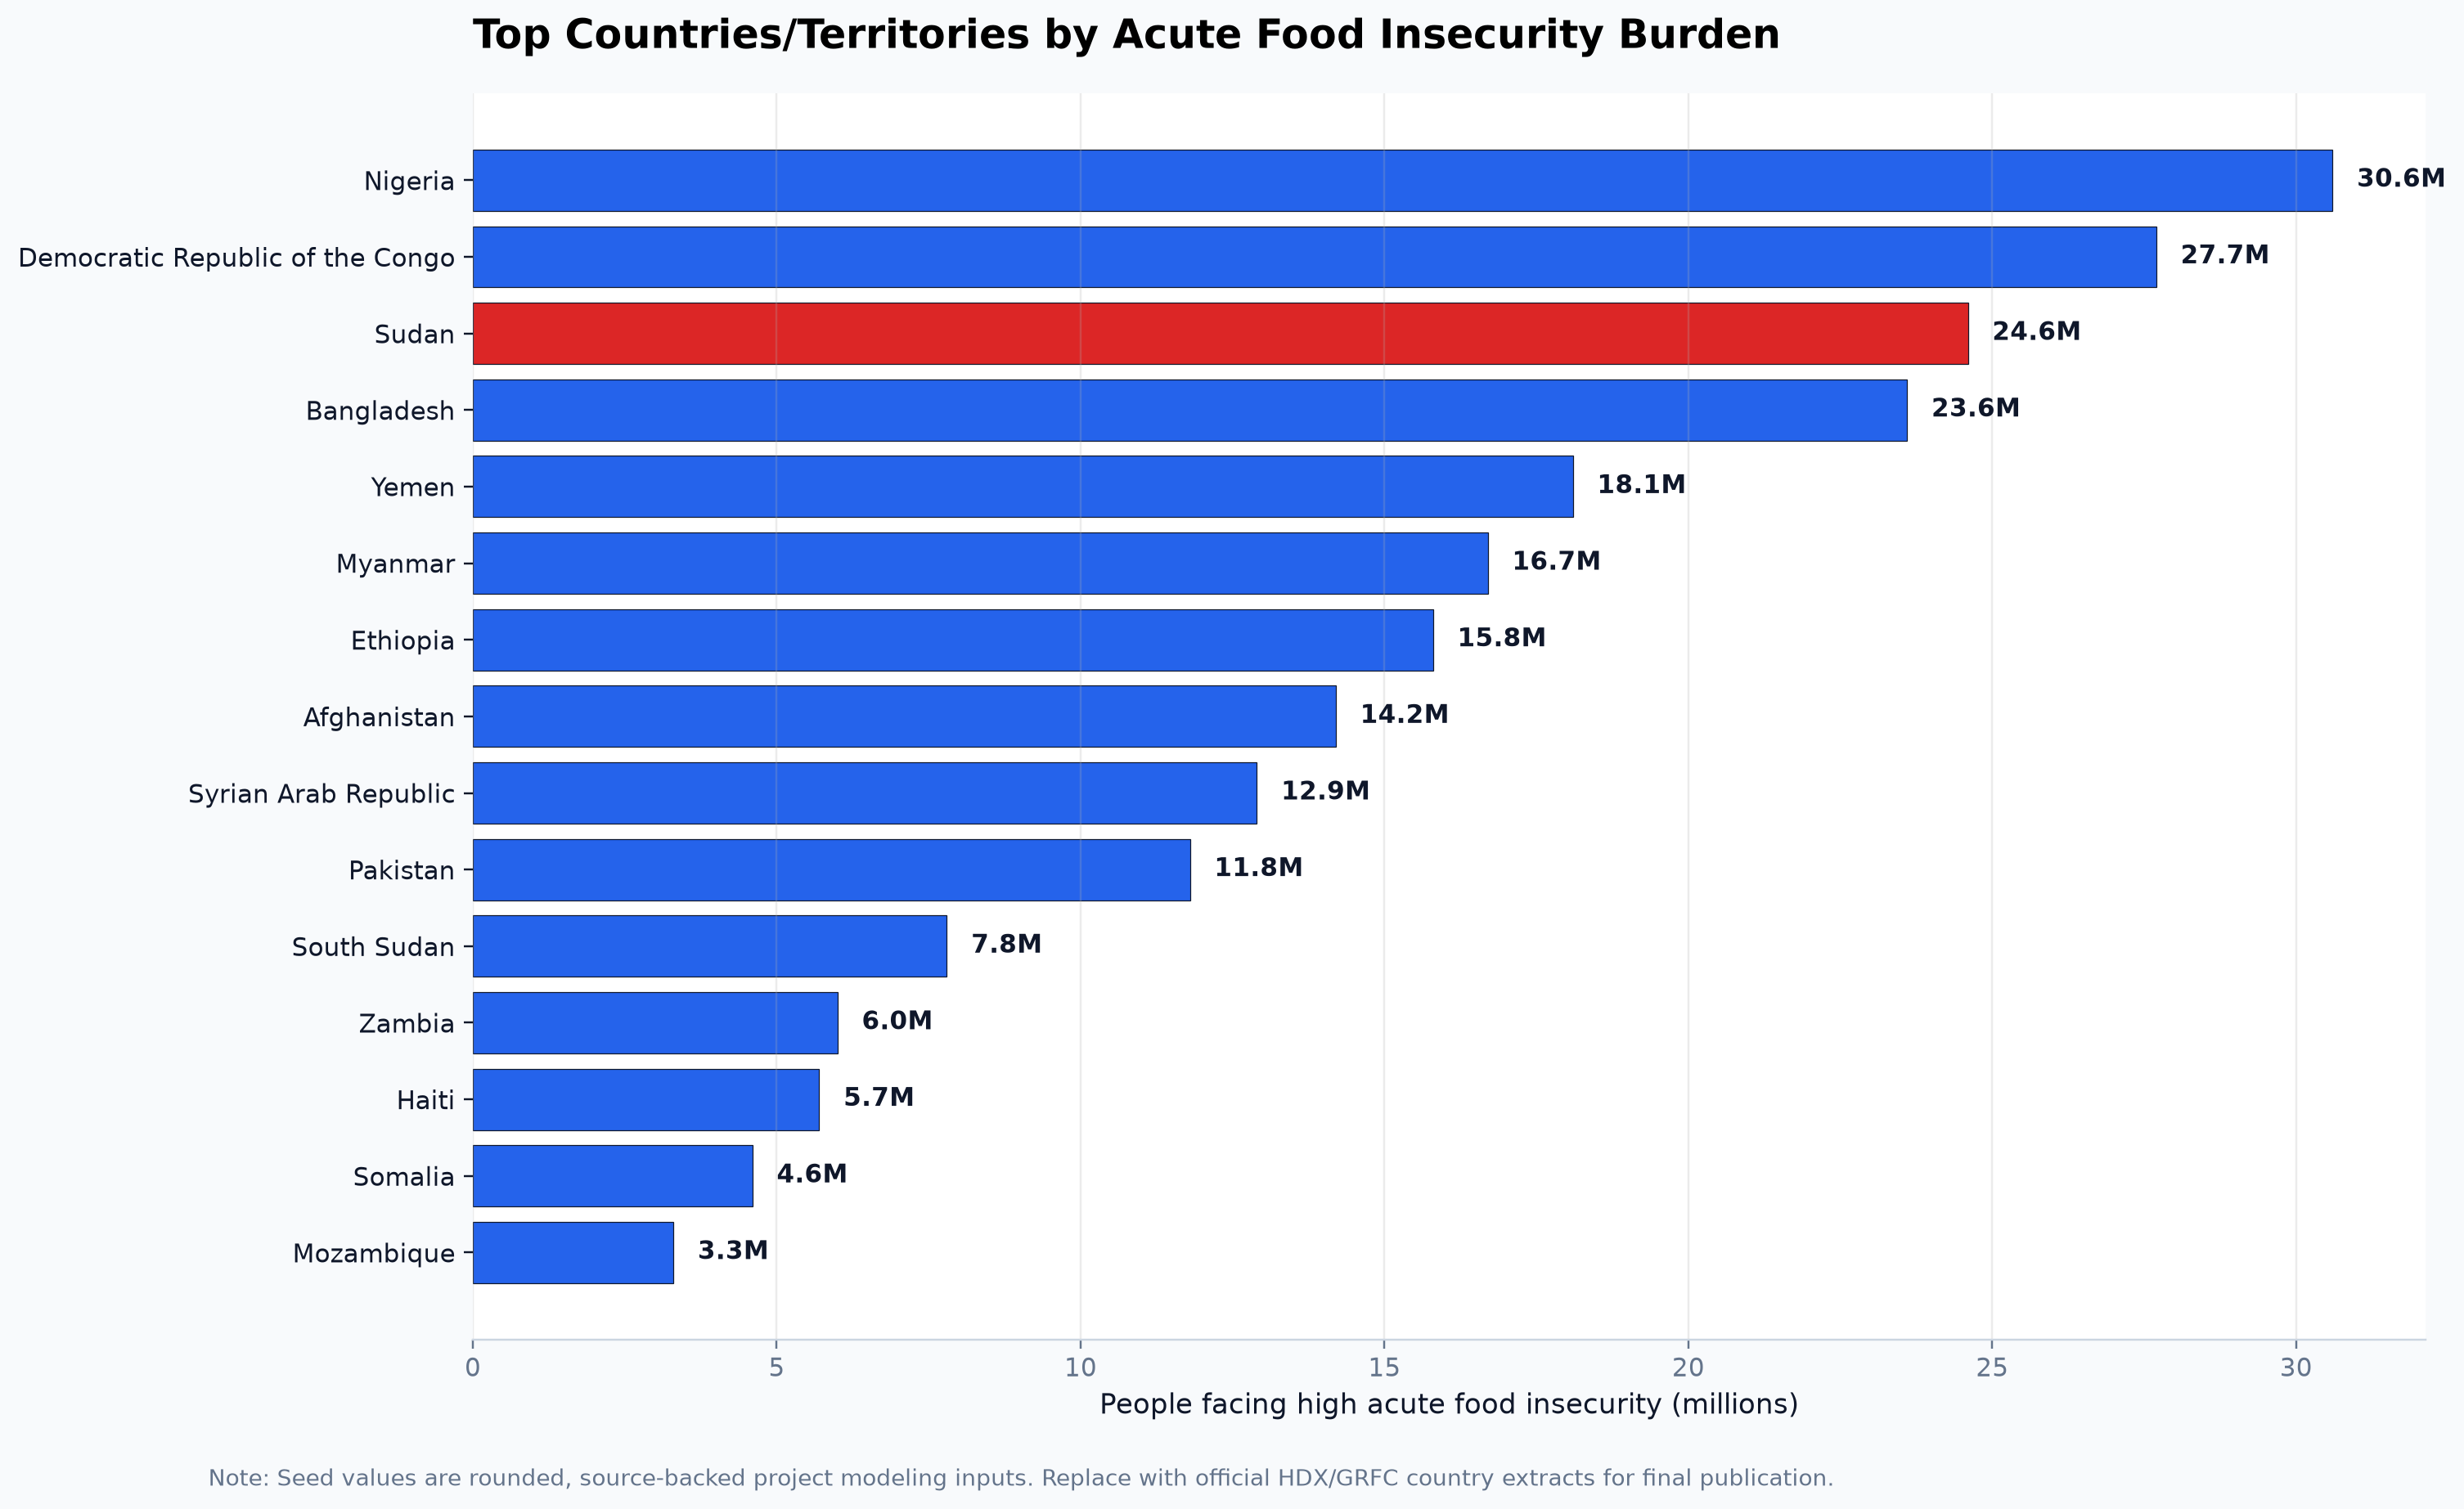 Top Countries/Territories by Acute Food Insecurity Burden
Nigeria 30.6M
Democratic Republic of the Congo 27.7M
Sudan 24.6M
Bangladesh 23.6M
Yemen 18.1M
Myanmar 16.7M
Ethiopia 15.8M
Afghanistan 14.2M
Syrian Arab Republic 12.9M
Pakistan 11.8M
South Sudan 7.8M
Zambia 6.0M
Haiti 5.7M
Somalia 4.6M
Mozambique 3.3M
0 5 10 15 20 25 30
People facing high acute food insecurity (millions)
Note: Seed values are rounded, source-backed project modeling inputs. Replace with official HDX/GRFC country extracts for final publication.